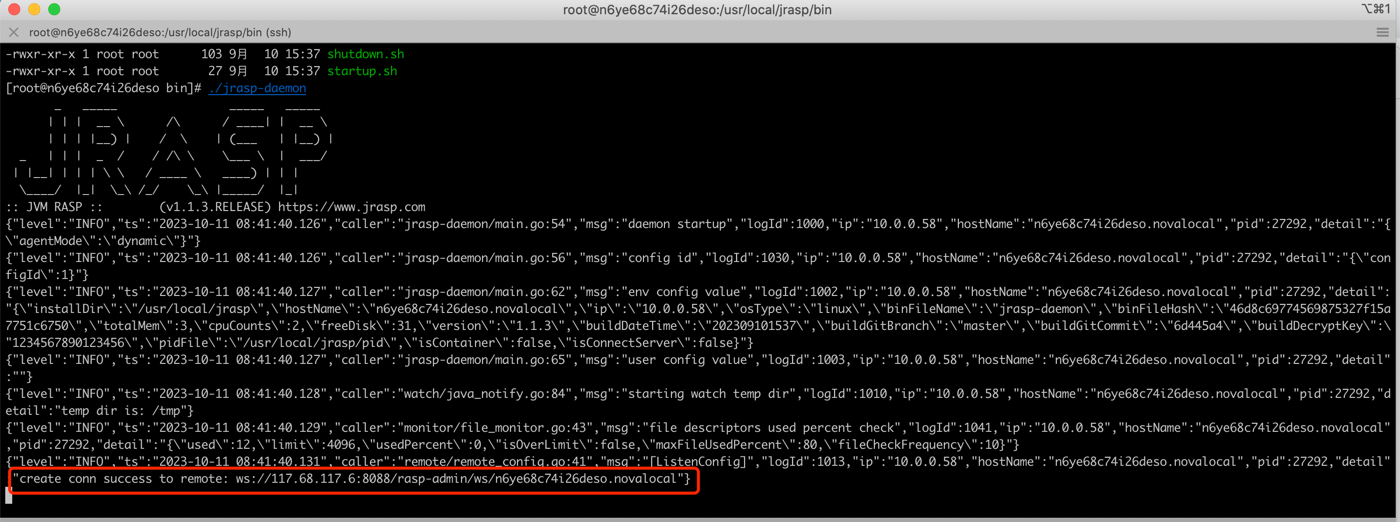 root@n6ye68c74i26deso:/usr/local/jrasp/bin
⌥⌘1
root@n6ye68c74i26deso:/usr/local/jrasp/bin (ssh)
-rwxr-xr-x 1 root root      103 9月  10 15:37 shutdown.sh
-rwxr-xr-x 1 root root       27 9月  10 15:37 startup.sh
[root@n6ye68c74i26deso bin]# ./jrasp-daemon
:: JVM RASP ::        (v1.1.3.RELEASE) https://www.jrasp.com
{"level":"INFO","ts":"2023-10-11 08:41:40.126","caller":"jrasp-daemon/main.go:54","msg":"daemon startup","logId":1000,"ip":"10.0.0.58","hostName":"n6ye68c74i26deso.novalocal","pid":27292,"detail":"{
\"agentMode\":\"dynamic\"}"}
{"level":"INFO","ts":"2023-10-11 08:41:40.126","caller":"jrasp-daemon/main.go:56","msg":"config id","logId":1030,"ip":"10.0.0.58","hostName":"n6ye68c74i26deso.novalocal","pid":27292,"detail":"{\"con
figId\":1}"}
{"level":"INFO","ts":"2023-10-11 08:41:40.127","caller":"jrasp-daemon/main.go:62","msg":"env config value","logId":1002,"ip":"10.0.0.58","hostName":"n6ye68c74i26deso.novalocal","pid":27292,"detail":
"{\"installDir\":\"/usr/local/jrasp\",\"hostName\":\"n6ye68c74i26deso.novalocal\",\"ip\":\"10.0.0.58\",\"osType\":\"linux\",\"binFileName\":\"jrasp-daemon\",\"binFileHash\":\"46d8c69774569875327f15a
7751c6750\",\"totalMem\":3,\"cpuCounts\":2,\"freeDisk\":31,\"version\":\"1.1.3\",\"buildDateTime\":\"202309101537\",\"buildGitBranch\":\"master\",\"buildGitCommit\":\"6d445a4\",\"buildDecryptKey\":\
"1234567890123456\",\"pidFile\":\"/usr/local/jrasp/pid\",\"isContainer\":false,\"isConnectServer\":false}"}
{"level":"INFO","ts":"2023-10-11 08:41:40.127","caller":"jrasp-daemon/main.go:65","msg":"user config value","logId":1003,"ip":"10.0.0.58","hostName":"n6ye68c74i26deso.novalocal","pid":27292,"detail"
:""}
{"level":"INFO","ts":"2023-10-11 08:41:40.128","caller":"watch/java_notify.go:84","msg":"starting watch temp dir","logId":1010,"ip":"10.0.0.58","hostName":"n6ye68c74i26deso.novalocal","pid":27292,"d
etail":"temp dir is: /tmp"}
{"level":"INFO","ts":"2023-10-11 08:41:40.129","caller":"monitor/file_monitor.go:43","msg":"file descriptors used percent check","logId":1041,"ip":"10.0.0.58","hostName":"n6ye68c74i26deso.novalocal"
,"pid":27292,"detail":"{\"used\":12,\"limit\":4096,\"usedPercent\":0,\"isOverLimit\":false,\"maxFileUsedPercent\":80,\"fileCheckFrequency\":10}"}
{"level":"INFO","ts":"2023-10-11 08:41:40.131","caller":"remote/remote_config.go:41","msg":"[ListenConfig]","logId":1013,"ip":"10.0.0.58","hostName":"n6ye68c74i26deso.novalocal","pid":27292,"detail"
"create conn success to remote: ws://117.68.117.6:8088/rasp-admin/ws/n6ye68c74i26deso.novalocal"}